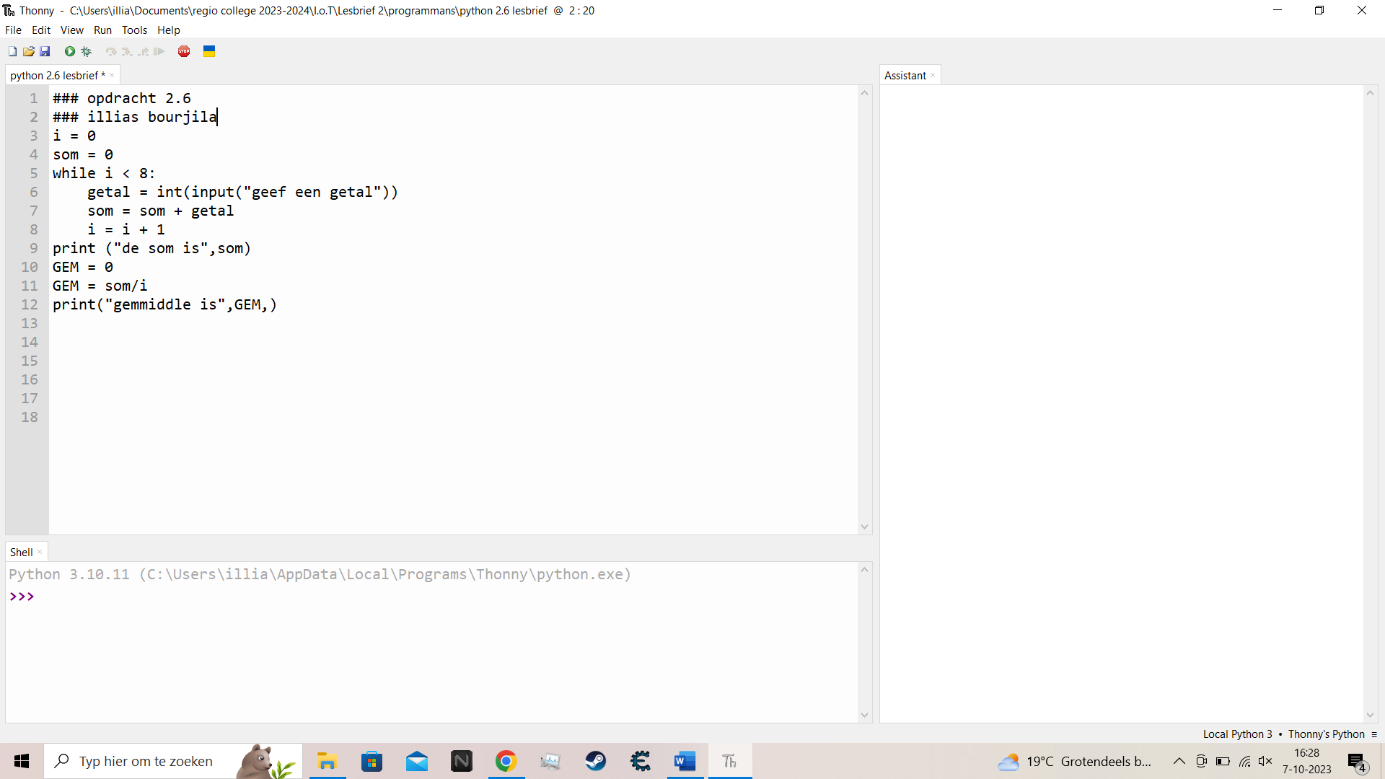 Thonny - C:\Users\illia\Documents\regio college 2023-2024\I.o.T\Lesbrief 2\programmans\python 2.6 lesbrief @ 2:20
File Edit View Run Tools Help
STOP
python 2.6 lesbrief * ×
1 ### opdracht 2.6
2 ### illias bourjila
3 i = 0
4 som = 0
5 while i < 8:
6     getal = int(input("geef een getal"))
7     som = som + getal
8     i = i + 1
9 print ("de som is",som)
10 GEM = 0
11 GEM = som/i
12 print("gemmiddle is",GEM,)
13
14
15
16
17
18
Assistant ×
Shell ×
Python 3.10.11 (C:\Users\illia\AppData\Local\Programs\Thonny\python.exe)
>>>
Local Python 3 • Thonny's Python ≡
Typ hier om te zoeken
N
W
Th
19°C Grotendeels b...
16:28
7-10-2023
4